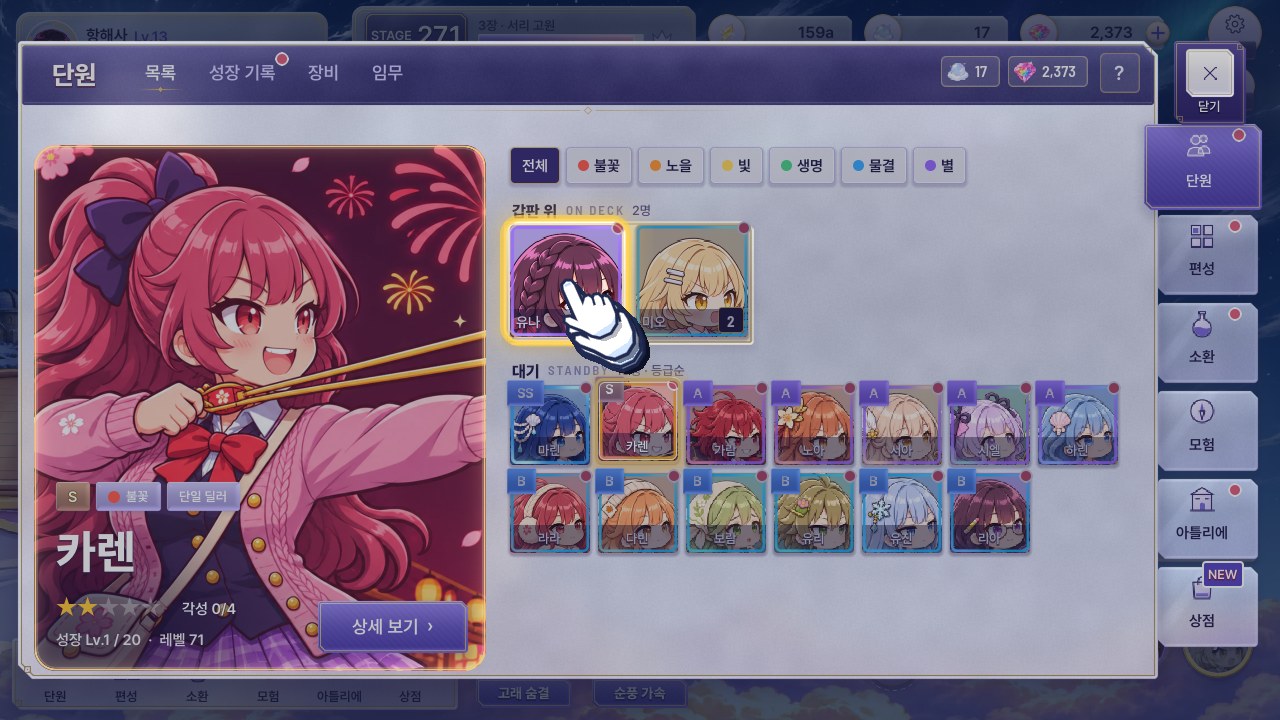 항해사 Lv.13
STAGE 271
3장 · 서리 고원
159a
17
2,373
단원
목록
성장 기록
장비
임무
17
2,373
?
닫기
전체
불꽃
노을
빛
생명
물결
별
갑판 위 ON DECK 2명
유나
미오
2
대기 STANDBY · 등급순
SS
마린
S
카렌
A
가람
A
노아
A
서아
A
시엘
A
하린
B
라라
B
다인
B
보람
B
유리
B
유진
B
리아
S
불꽃
단일 딜러
카렌
각성 0/4
성장 Lv.1 / 20 · 레벨 71
상세 보기 ›
단원
편성
소환
모험
아틀리에
NEW
상점
단원
편성
소환
모험
아틀리에
상점
고래 숨결
순풍 가속